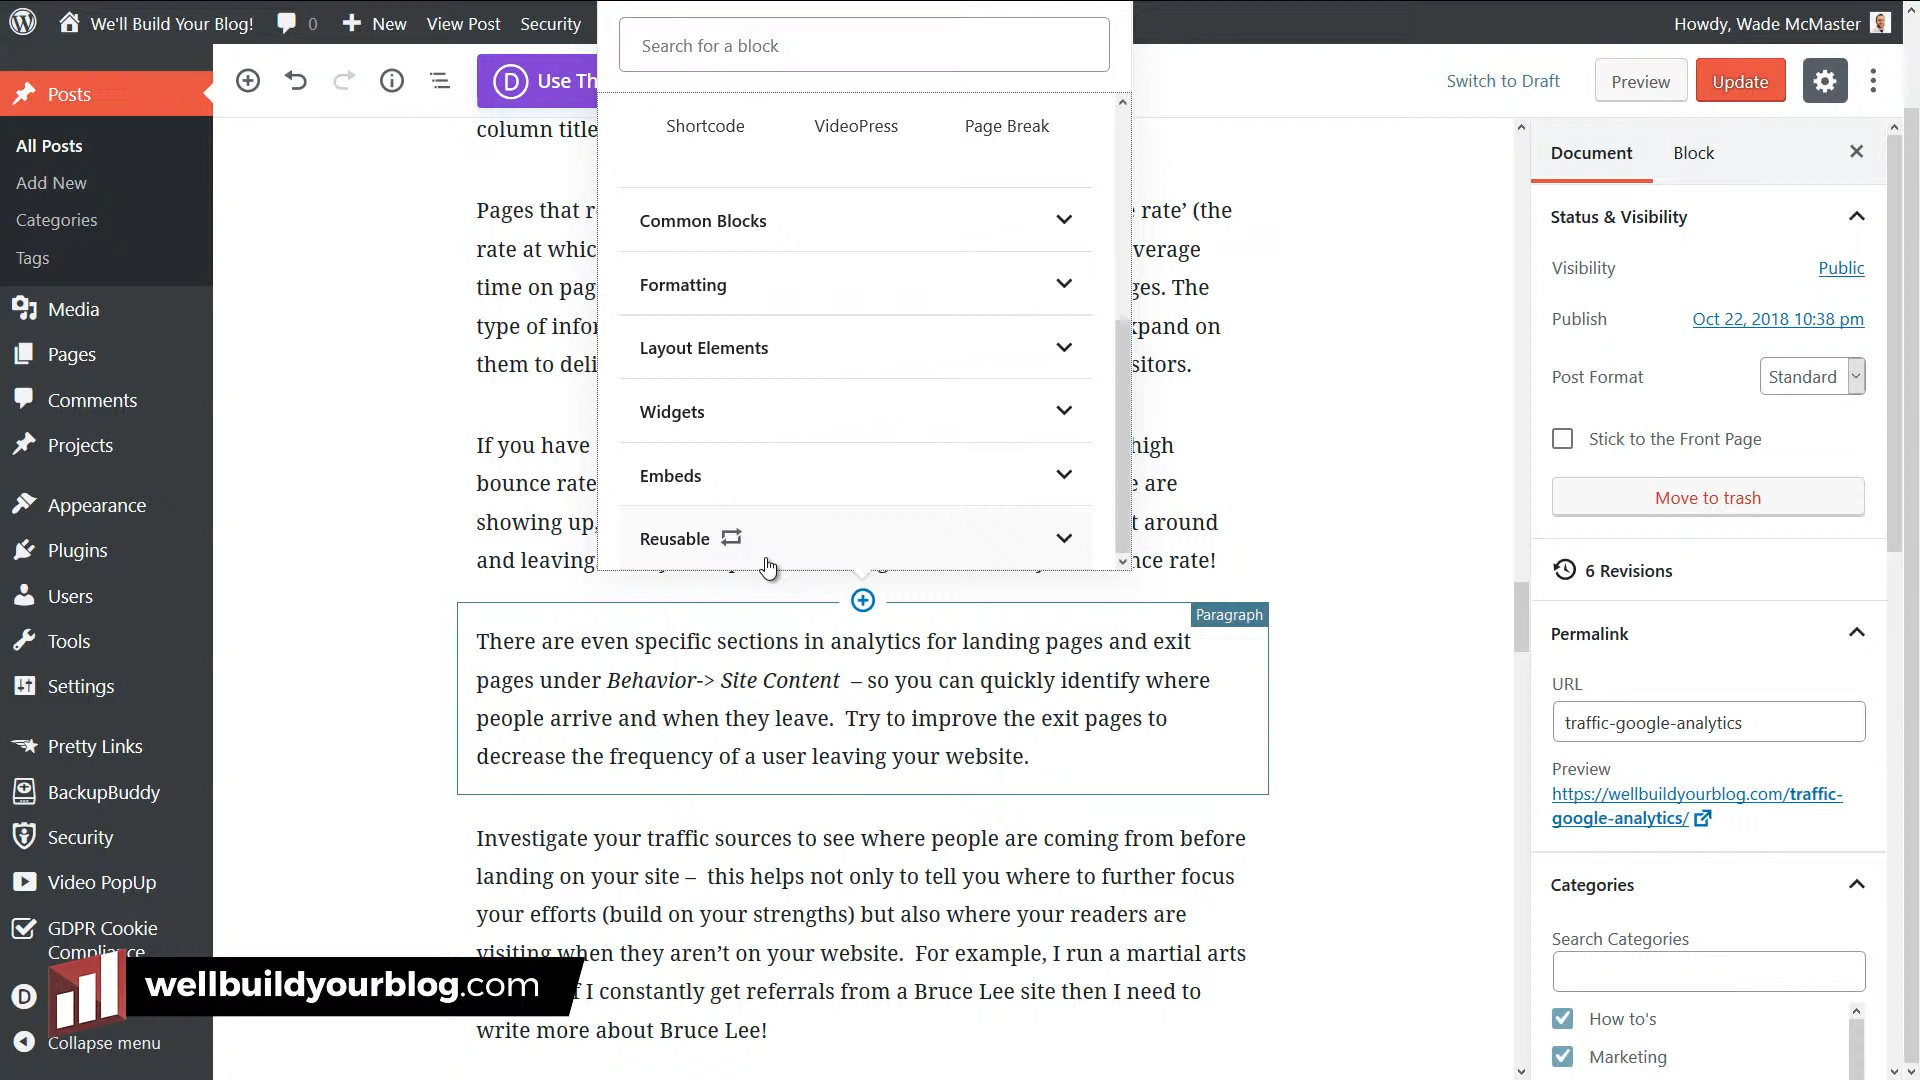 We'll Build Your Blog!
0
New
View Post
Security
Howdy, Wade McMaster
Posts
All Posts
Add New
Categories
Tags
Media
Pages
Comments
Projects
Appearance
Plugins
Users
Tools
Settings
Pretty Links
BackupBuddy
Security
Video PopUp
GDPR Cookie
Compliance
Collapse menu
D Use Th
Switch to Draft
Preview
Update
Search for a block
Shortcode
VideoPress
Page Break
Common Blocks
Formatting
Layout Elements
Widgets
Embeds
Reusable
column title
Pages that r
rate' (the
rate at whic
verage
time on pag
ges. The
type of infor
xpand on
them to deli
sitors.
If you have
high
bounce rate
e are
showing up,
t around
and leaving
nce rate!
Paragraph
There are even specific sections in analytics for landing pages and exit
pages under Behavior-> Site Content – so you can quickly identify where
people arrive and when they leave. Try to improve the exit pages to
decrease the frequency of a user leaving your website.
Investigate your traffic sources to see where people are coming from before
landing on your site – this helps not only to tell you where to further focus
your efforts (build on your strengths) but also where your readers are
visiting when they aren't on your website. For example, I run a martial arts
f I constantly get referrals from a Bruce Lee site then I need to
write more about Bruce Lee!
Document
Block
Status & Visibility
Visibility
Public
Publish
Oct 22, 2018 10:38 pm
Post Format
Standard
Stick to the Front Page
Move to trash
6 Revisions
Permalink
URL
traffic-google-analytics
Preview
https://wellbuildyourblog.com/traffic-
google-analytics/
Categories
Search Categories
How to's
Marketing
D
wellbuildyourblog.com